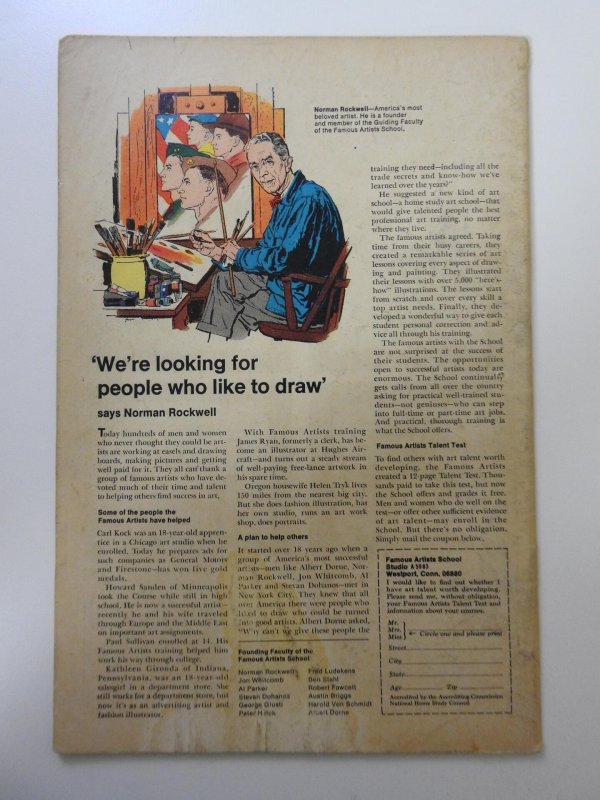 Norman Rockwell—America's most
beloved artist. He is a founder
and member of the Guiding Faculty
of the Famous Artists School.
'We're looking for
people who like to draw'
says Norman Rockwell
Today hundreds of men and women
who never thought they could be art-
ists are working at easels and drawing
boards, making pictures and getting
well paid for it. They all can thank a
group of famous artists who have de-
voted much of their time and talent
to helping others find success in art.
Some of the people the
Famous Artists have helped
Carl Kock was an 18-year-old appren-
tice in a Chicago art studio when he
enrolled. Today he prepares ads for
such companies as General Motors
and Firestone—has won five gold
medals.
Howard Sanden of Minneapolis
took the Course while still in high
school. He is now a successful artist—
recently he and his wife traveled
through Europe and the Middle East
on important art assignments.
Paul Sullivan enrolled at 14. His
Famous Artists training helped him
work his way through college.
Kathleen Gironda of Indiana,
Pennsylvania, was an 18-year-old
salesgirl in a department store. She
still works for a department store, but
now it's as an advertising artist and
fashion illustrator.
With Famous Artists training
James Ryan, formerly a clerk, has be-
come an illustrator at Hughes Air-
craft—and turns out a steady stream
of well-paying free-lance artwork in
his spare time.
Oregon housewife Helen Tryk lives
150 miles from the nearest big city.
But she does fashion illustration, has
her own studio, runs an art work
shop, does portraits.
A plan to help others
It started over 18 years ago when a
group of America's most successful
artists—men like Albert Dorne, Nor-
man Rockwell, Jon Whitcomb, Al
Parker and Stevan Dohanos—met in
New York City. They knew that all
over America there were people who
liked to draw who could be turned
into good artists. Albert Dorne asked,
"Why can't we give these people the
training they need—including all the
trade secrets and know-how we've
learned over the years?"
He suggested a new kind of art
school—a home study art school—that
would give talented people the best
professional art training, no matter
where they live.
The famous artists agreed. Taking
time from their busy careers, they
created a remarkable series of art
lessons covering every aspect of draw-
ing and painting. They illustrated
their lessons with over 5,000 "here's-
how" illustrations. The lessons start
from scratch and cover every skill a
top artist needs. Finally, they de-
veloped a wonderful way to give each
student personal correction and ad-
vice all through his training.
The famous artists with the School
are not surprised at the success of
their students. The opportunities
open to successful artists today are
enormous. The School continually
gets calls from all over the country
asking for practical well-trained stu-
dents—not geniuses—who can step
into full-time or part-time art jobs.
And practical, thorough training is
what the School offers.
Famous Artists Talent Test
To find others with art talent worth
developing, the Famous Artists
created a 12-page Talent Test. Thou-
sands paid to take this test, but now
the School offers and grades it free.
Men and women who do well on the
test—or offer other sufficient evidence
of art talent—may enroll in the
School. But there's no obligation.
Simply mail the coupon below.
Founding Faculty of the
Famous Artists School
Norman Rockwell
Jon Whitcomb
Al Parker
Stevan Dohanos
George Giusti
Peter Helck
Fred Ludekens
Ben Stahl
Robert Fawcett
Austin Briggs
Harold Von Schmidt
Albert Dorne
Famous Artists School
Studio
Westport, Conn. 06880
I would like to find out whether I
have art talent worth developing.
Please send me, without obligation,
your Famous Artists Talent Test and
information about your courses.
Mr.
Mrs.
Miss
Circle one and please print
Street
City
State
Age Zip
Accredited by the Accrediting Commission
National Home Study Council